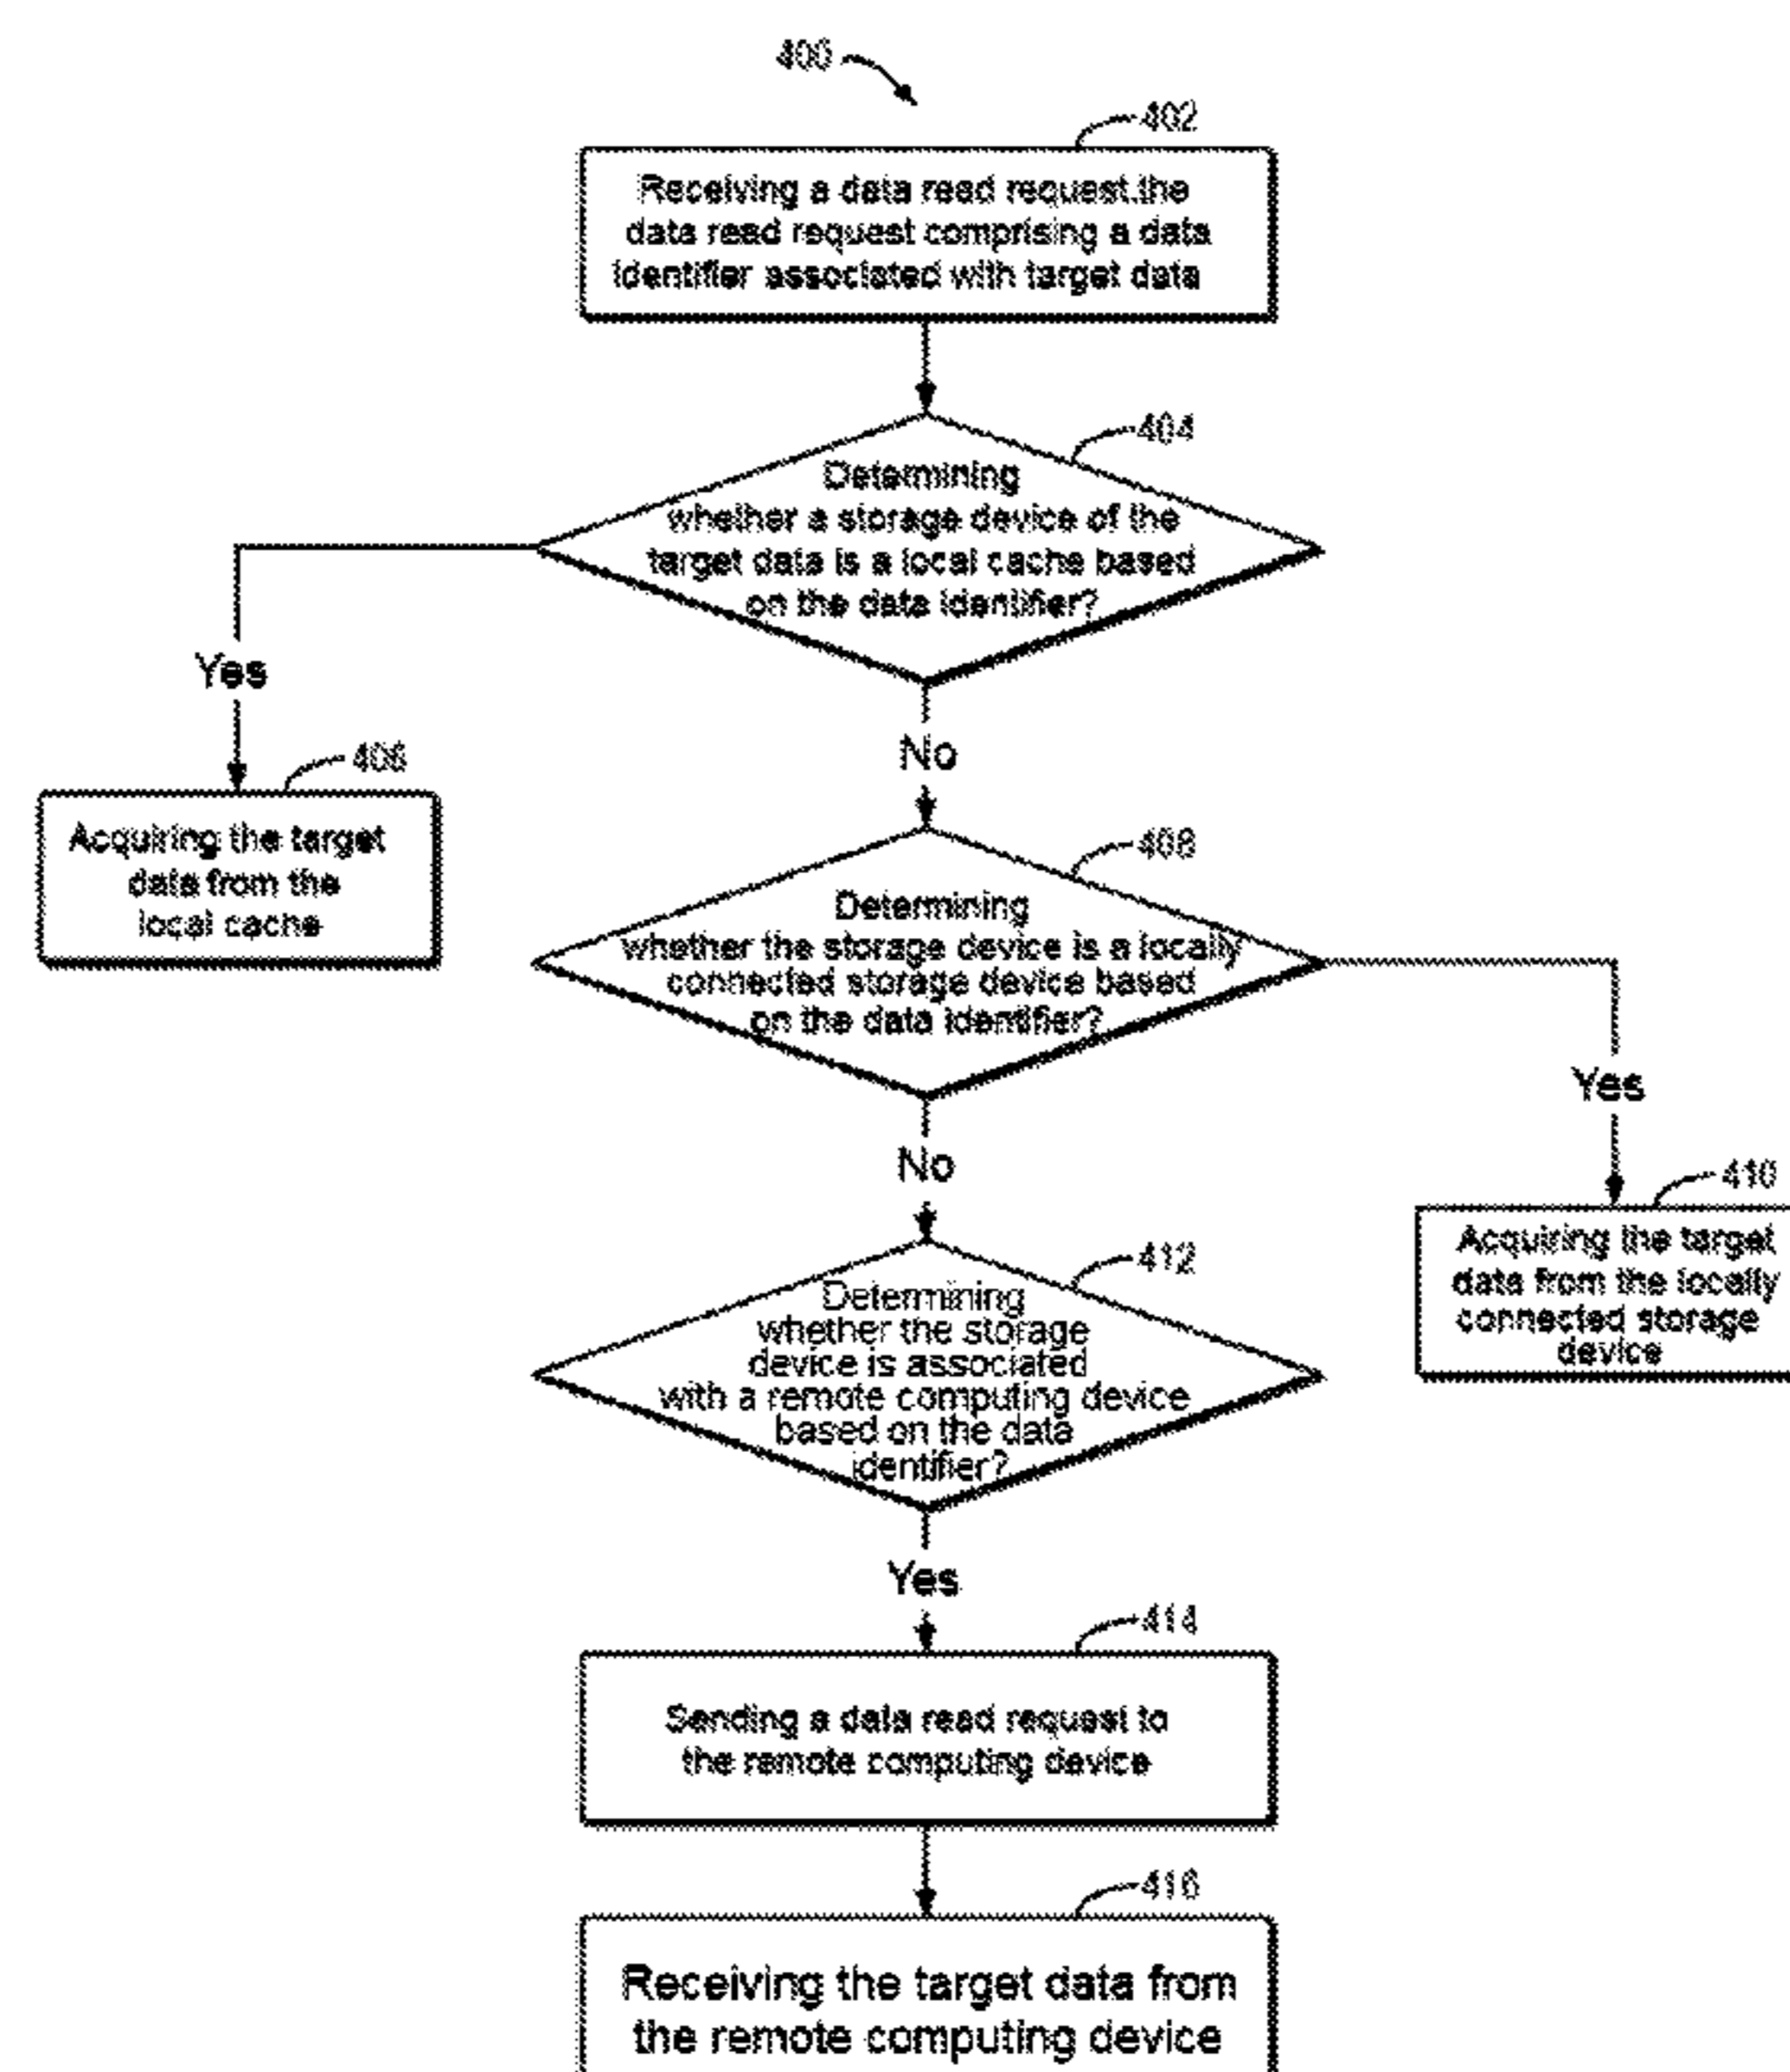 400
402
Receiving a data read request,the
data read request comprising a data
identifier associated with target data
404
Determining
whether a storage device of the
target data is a local cache based
on the data identifier?
Yes
No
406
Acquiring the target
data from the
local cache
408
Determining
whether the storage device is a locally
connected storage device based
on the data identifier?
Yes
No
410
Acquiring the target
data from the locally
connected storage
device
412
Determining
whether the storage
device is associated
with a remote computing device
based on the data
identifier?
Yes
414
Sending a data read request to
the remote computing device
416
Receiving the target data from
the remote computing device